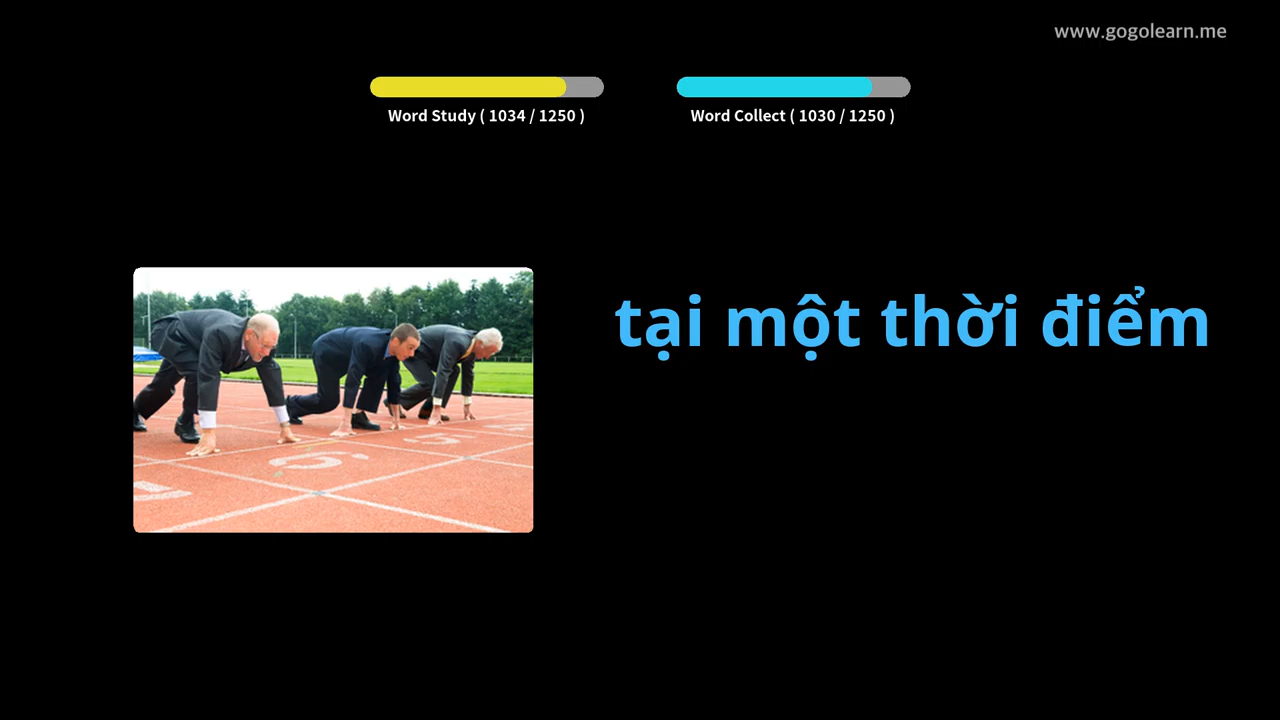 www.gogolearn.me
Word Study ( 1034 / 1250 )
Word Collect ( 1030 / 1250 )
tại một thời điểm